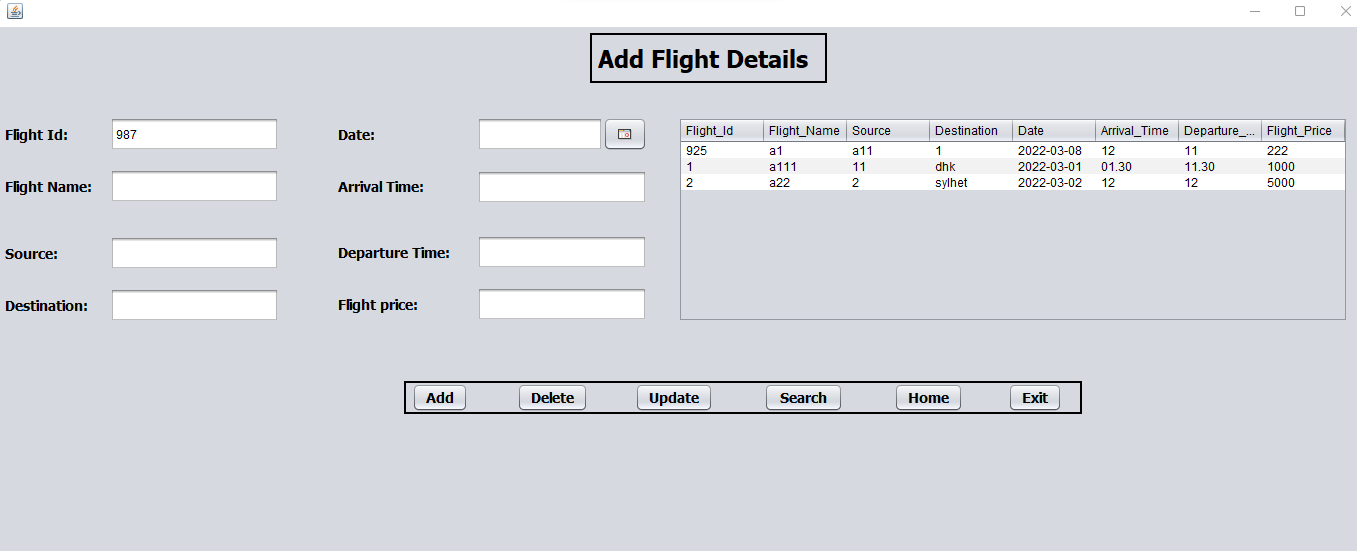 Add Flight Details
Flight Id: 987 Date:
Flight Name: Arrival Time:
Source: Departure Time:
Destination: Flight price:
Flight_Id Flight_Name Source Destination Date Arrival_Time Departure_... Flight_Price
925 a1 a11 1 2022-03-08 12 11 222
1 a111 11 dhk 2022-03-01 01.30 11.30 1000
2 a22 2 sylhet 2022-03-02 12 12 5000
Add Delete Update Search Home Exit